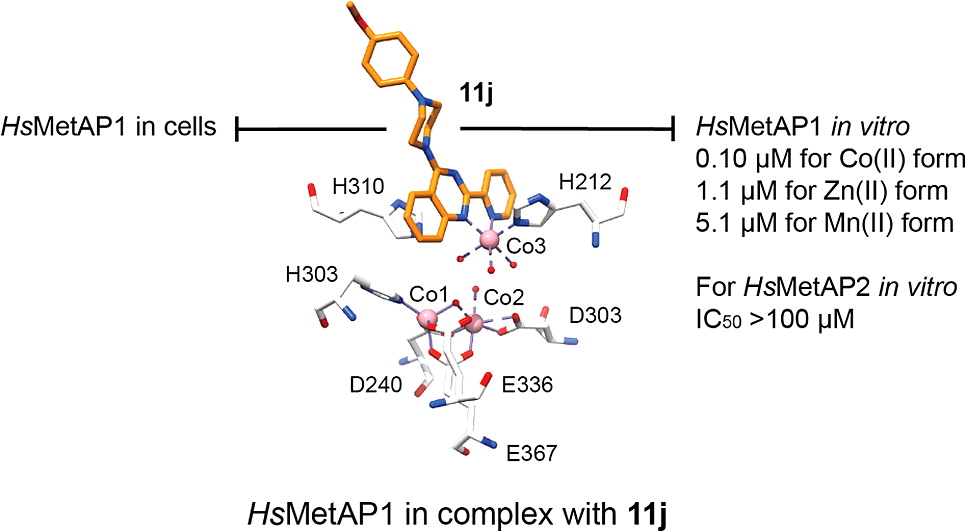 11j
HsMetAP1 in cells
HsMetAP1 in vitro
0.10 µM for Co(II) form
1.1 µM for Zn(II) form
5.1 µM for Mn(II) form
H310
H212
Co3
H303
Co1
Co2
D303
For HsMetAP2 in vitro
IC50 >100 µM
D240
E336
E367
HsMetAP1 in complex with 11j